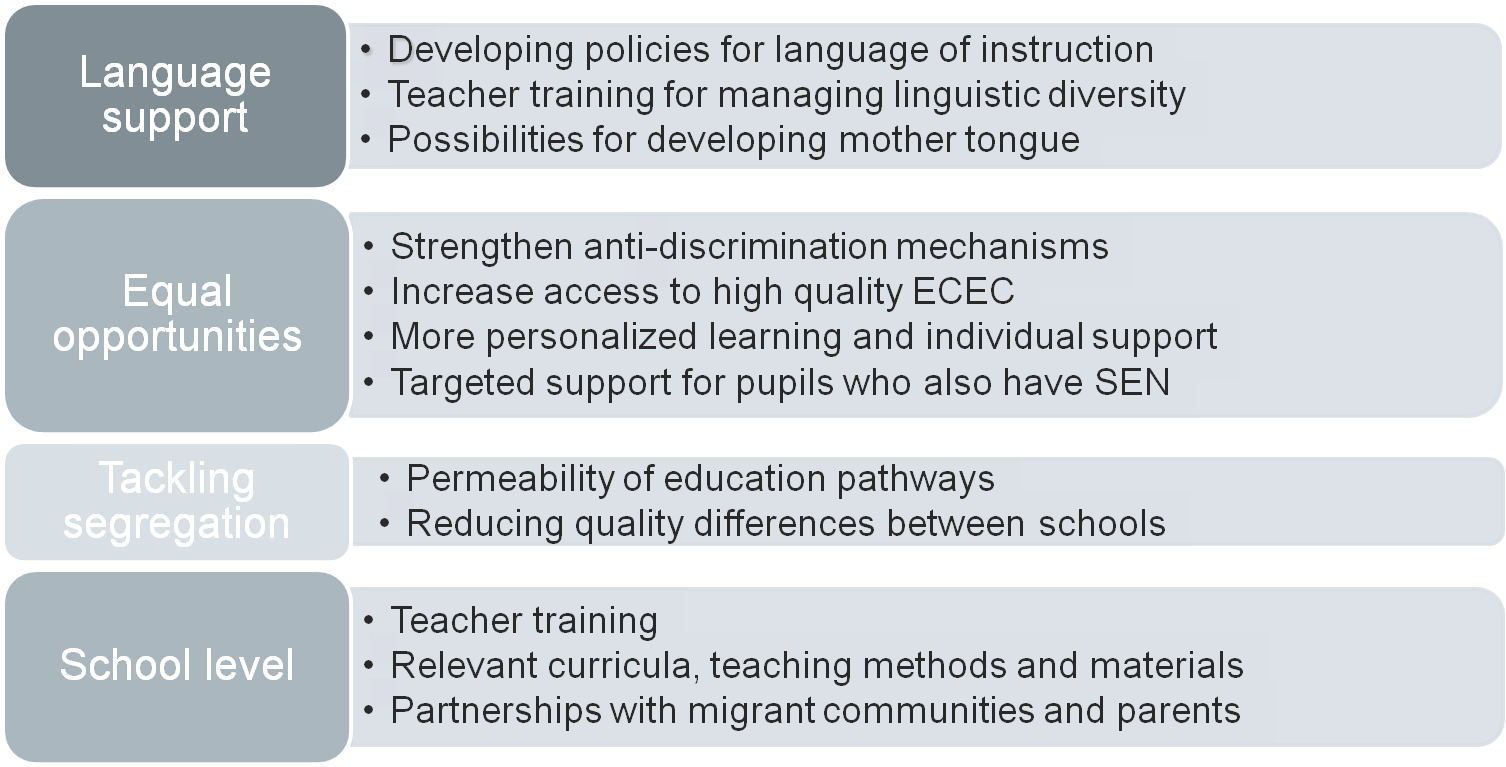 Language
support
• Developing policies for language of instruction
• Teacher training for managing linguistic diversity
• Possibilities for developing mother tongue
Equal
opportunities
• Strengthen anti-discrimination mechanisms
• Increase access to high quality ECEC
• More personalized learning and individual support
• Targeted support for pupils who also have SEN
Tackling
segregation
• Permeability of education pathways
• Reducing quality differences between schools
School level
• Teacher training
• Relevant curricula, teaching methods and materials
• Partnerships with migrant communities and parents